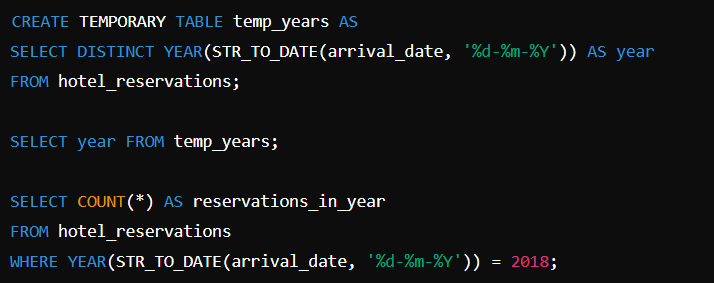 CREATE TEMPORARY TABLE temp_years AS
SELECT DISTINCT YEAR(STR_TO_DATE(arrival_date, '%d-%m-%Y')) AS year
FROM hotel_reservations;
SELECT year FROM temp_years;
SELECT COUNT(*) AS reservations_in_year
FROM hotel_reservations
WHERE YEAR(STR_TO_DATE(arrival_date, '%d-%m-%Y')) = 2018;